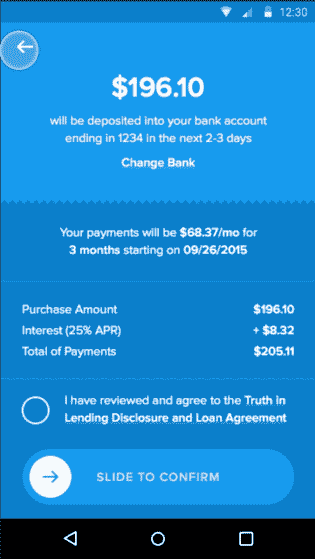 12:30
$196.10
will be deposited into your bank account
ending in 1234 in the next 2-3 days
Change Bank
Your payments will be $68.37/mo for
3 months starting on 09/26/2015
Purchase Amount $196.10
Interest (25% APR) + $8.32
Total of Payments $205.11
I have reviewed and agree to the Truth in
Lending Disclosure and Loan Agreement
SLIDE TO CONFIRM